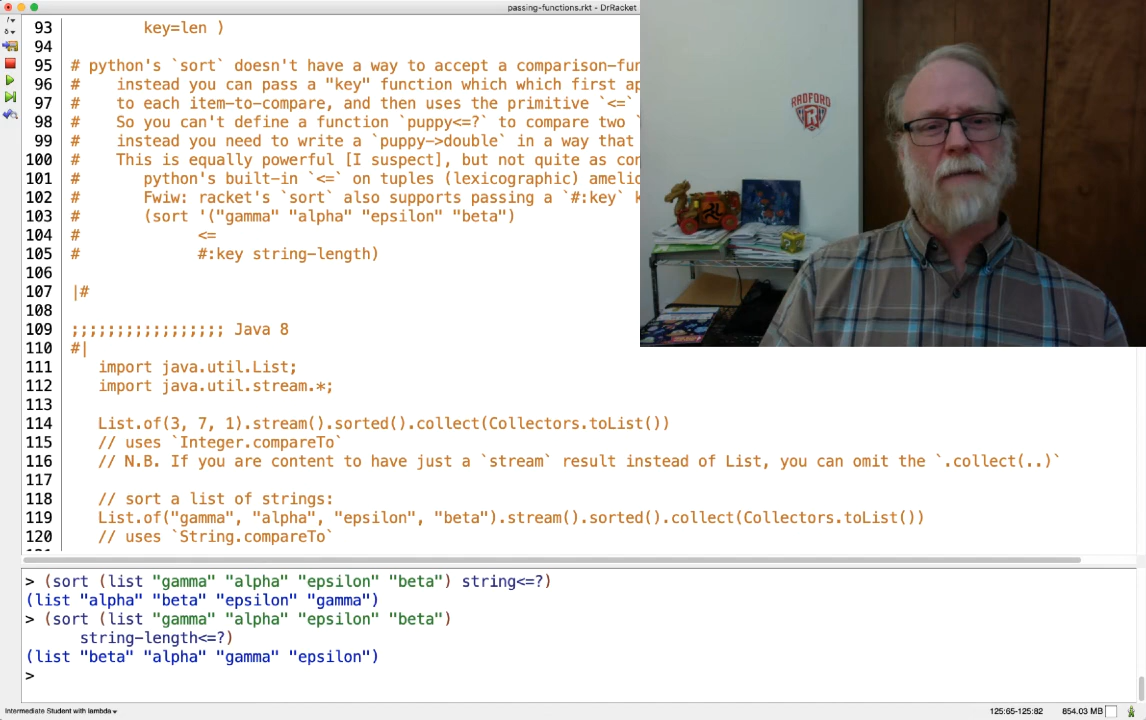 passing-functions.rkt - DrRacket
93 key=len )
94
95 # python's `sort` doesn't have a way to accept a comparison-fun
96 # instead you can pass a "key" function which which first ap
97 # to each item-to-compare, and then uses the primitive `<=`
98 # So you can't define a function `puppy<=?` to compare two `
99 # instead you need to write a `puppy->double` in a way that
100 # This is equally powerful [I suspect], but not quite as con
101 # python's built-in `<=` on tuples (lexicographic) amelio
102 # Fwiw: racket's `sort` also supports passing a `#:key` k
103 # (sort '("gamma" "alpha" "epsilon" "beta")
104 # <=
105 # #:key string-length)
106
107 |#
108
109 ;;;;;;;;;;;;;;;;; Java 8
110 #|
111 import java.util.List;
112 import java.util.stream.*;
113
114 List.of(3, 7, 1).stream().sorted().collect(Collectors.toList())
115 // uses `Integer.compareTo`
116 // N.B. If you are content to have just a `stream` result instead of List, you can omit the `.collect(..)`
117
118 // sort a list of strings:
119 List.of("gamma", "alpha", "epsilon", "beta").stream().sorted().collect(Collectors.toList())
120 // uses `String.compareTo`
> (sort (list "gamma" "alpha" "epsilon" "beta") string<=?)
(list "alpha" "beta" "epsilon" "gamma")
> (sort (list "gamma" "alpha" "epsilon" "beta")
string-length<=?)
(list "beta" "alpha" "gamma" "epsilon")
>
Intermediate Student with lambda
125:65-125:82 854.03 MB
RADFORD